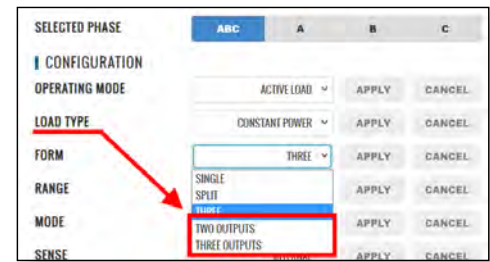 SELECTED PHASE ABC A B C
CONFIGURATION
OPERATING MODE ACTIVE LOAD APPLY CANCEL
LOAD TYPE CONSTANT POWER APPLY CANCEL
FORM THREE APPLY CANCEL
SINGLE
RANGE SPLIT APPLY CANCEL
THREE
MODE TWO OUTPUTS APPLY CANCEL
THREE OUTPUTS
SENSE APPLY CANCEL